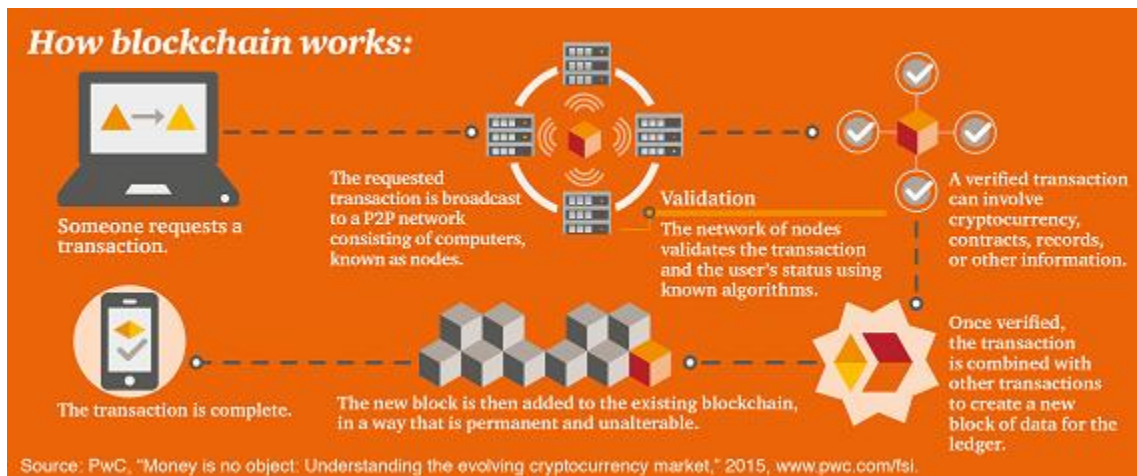 How blockchain works:
Someone requests a
transaction.
The requested
transaction is broadcast
to a P2P network
consisting of computers,
known as nodes.
Validation
The network of nodes
validates the transaction
and the user's status using
known algorithms.
A verified transaction
can involve
cryptocurrency,
contracts, records,
or other information.
Once verified,
the transaction
is combined with
other transactions
to create a new
block of data for the
ledger.
The new block is then added to the existing blockchain,
in a way that is permanent and unalterable.
The transaction is complete.
Source: PwC, "Money is no object: Understanding the evolving cryptocurrency market," 2015, www.pwc.com/fsi.